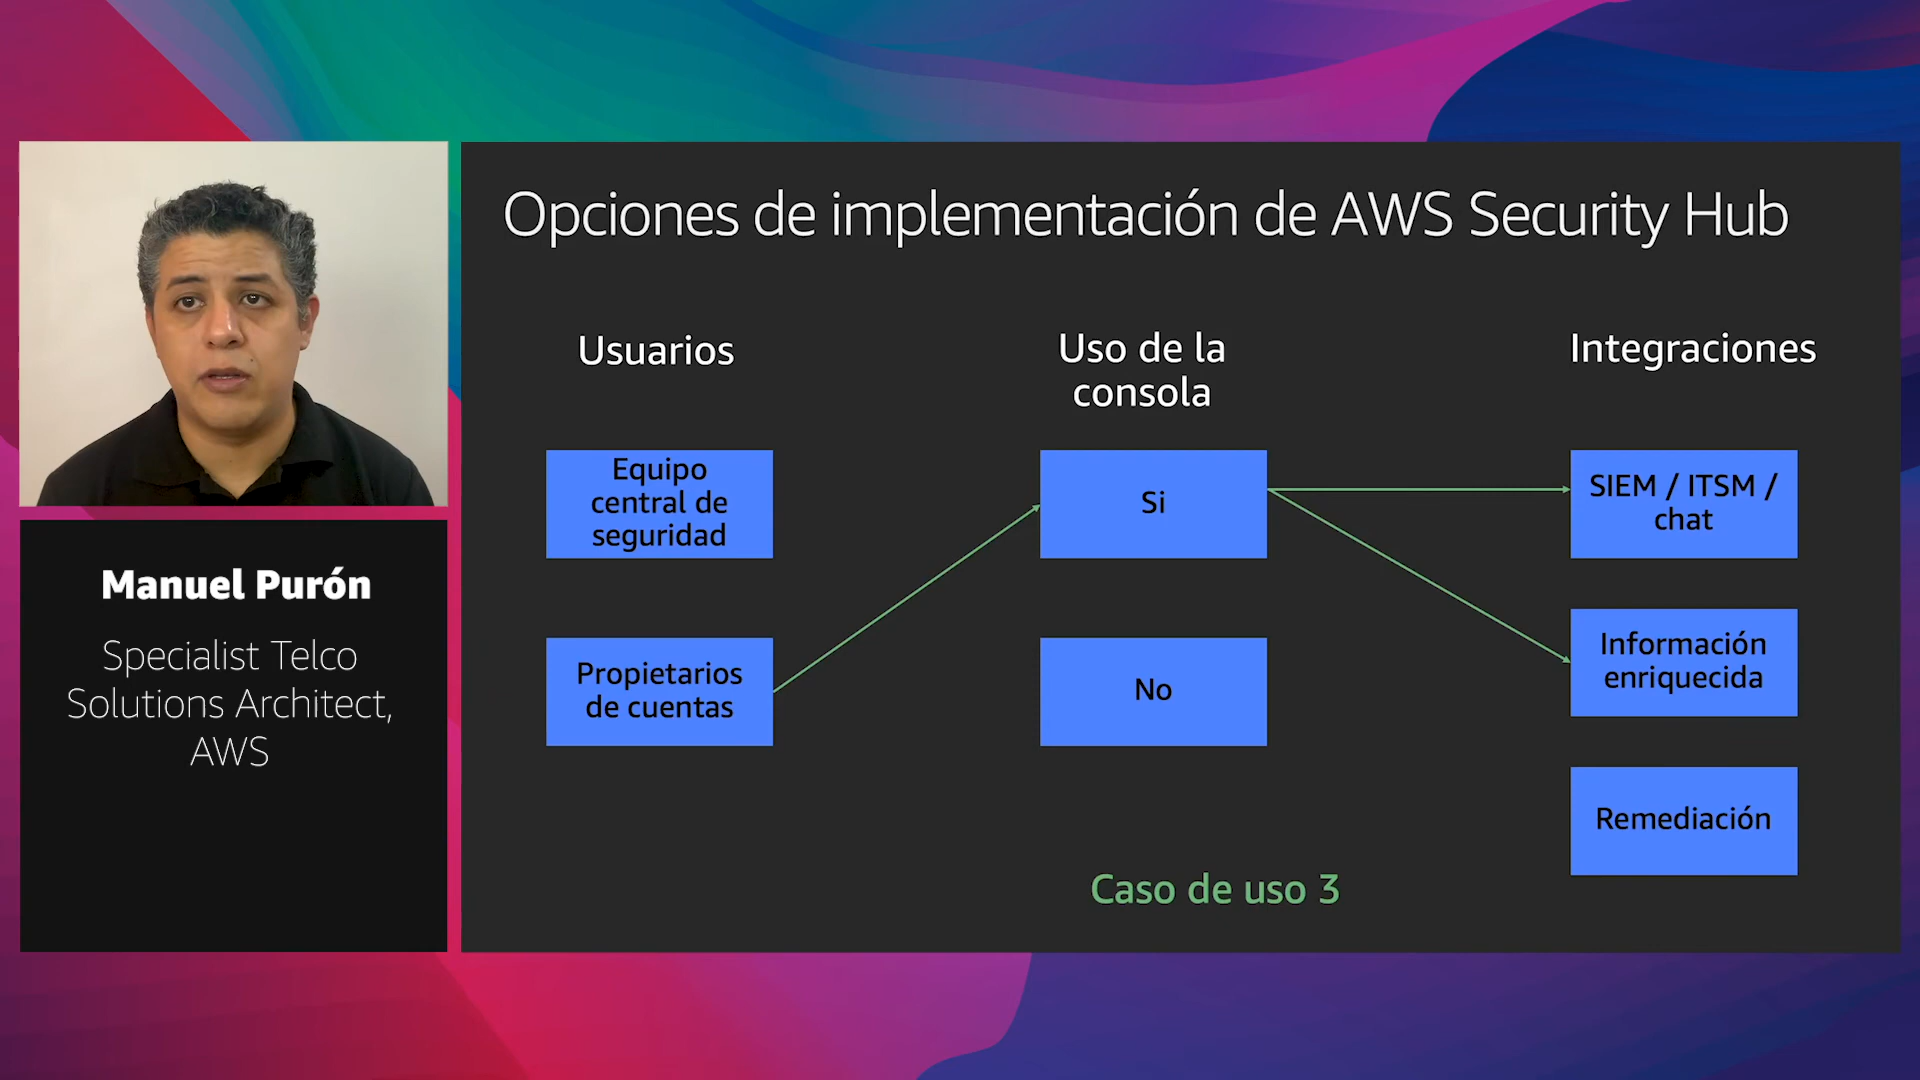 Manuel Purón
Specialist Telco
Solutions Architect,
AWS
Opciones de implementación de AWS Security Hub
Usuarios
Equipo
central de
seguridad
Propietarios
de cuentas
Uso de la
consola
Si
No
Integraciones
SIEM / ITSM /
chat
Información
enriquecida
Remediación
Caso de uso 3